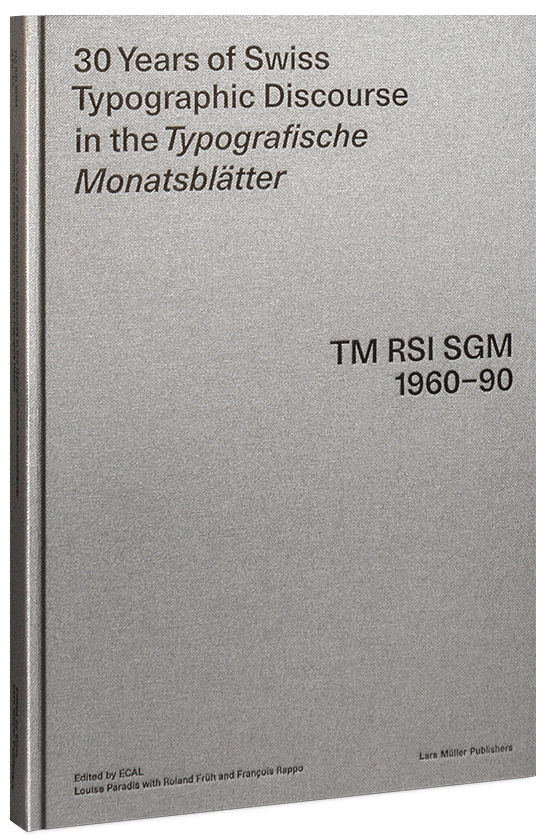 30 Years of Swiss
Typographic Discourse
in the Typografische
Monatsblätter
TM RSI SGM
1960–90
Edited by ECAL
Louise Paradis with Roland Früh and François Rappo
Lars Müller Publishers